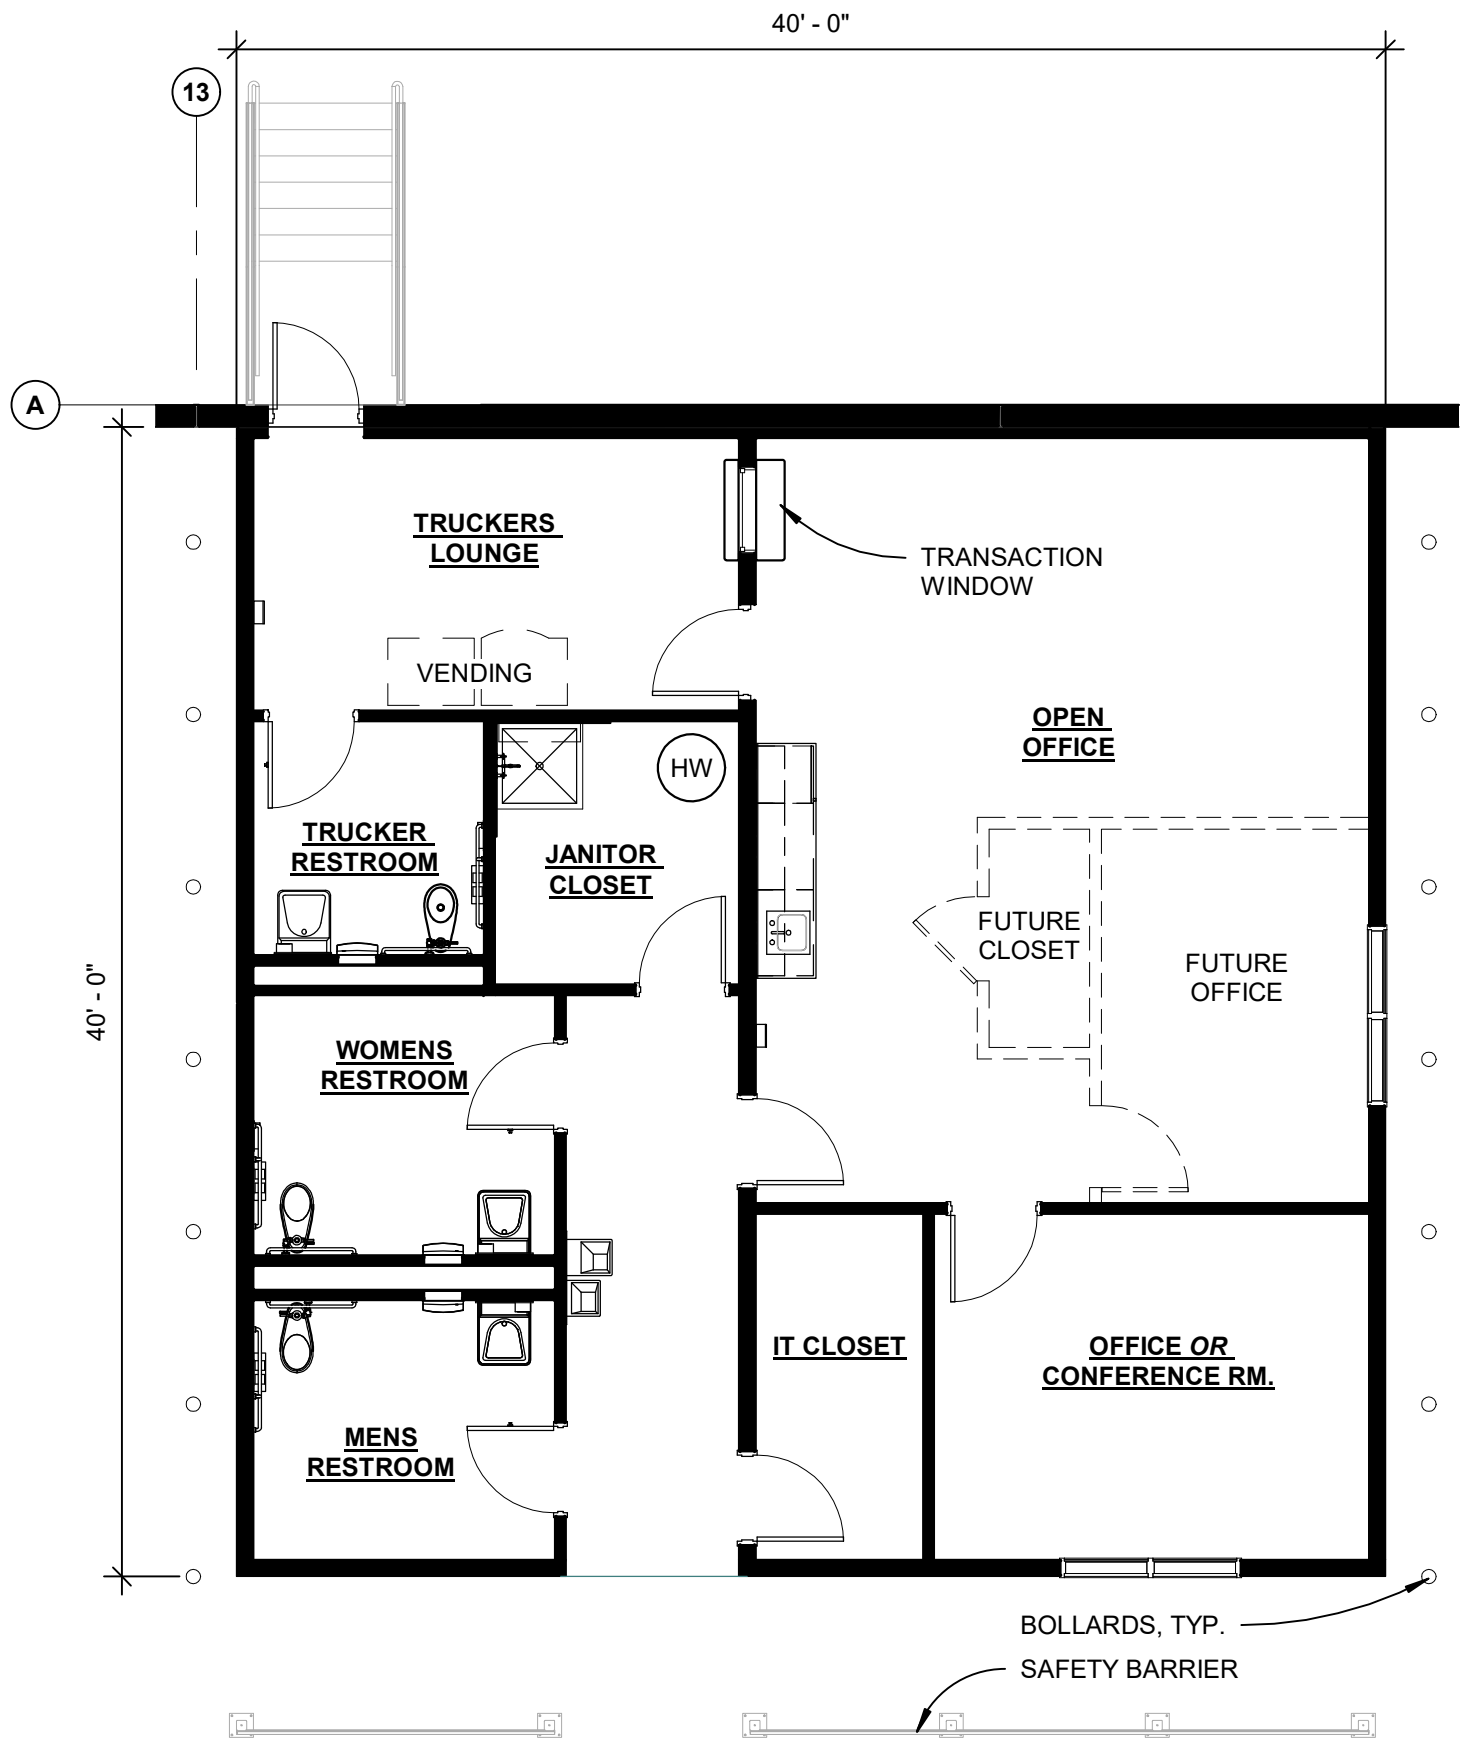 40' - 0"
13
A
TRUCKERS
LOUNGE
TRANSACTION
WINDOW
VENDING
OPEN
OFFICE
HW
TRUCKER
RESTROOM
JANITOR
CLOSET
FUTURE
CLOSET
FUTURE
OFFICE
40' - 0"
WOMENS
RESTROOM
IT CLOSET
OFFICE OR
CONFERENCE RM.
MENS
RESTROOM
BOLLARDS, TYP.
SAFETY BARRIER